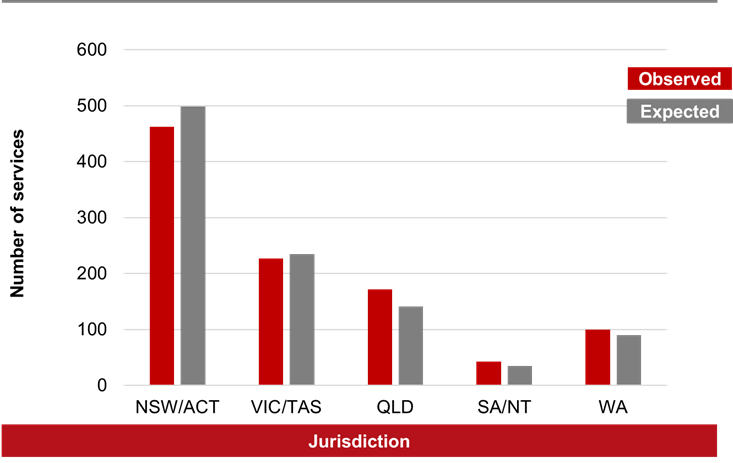 600
500
400
300
200
100
0
Number of services
Observed
Expected
NSW/ACT VIC/TAS QLD SA/NT WA
Jurisdiction